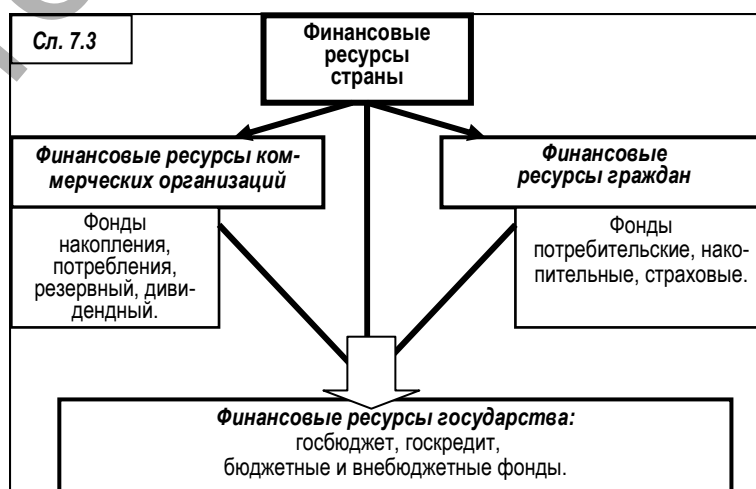 Сл. 7.3
Финансовые
ресурсы
страны
Финансовые ресурсы ком-
мерческих организаций
Фонды
накопления,
потребления,
резервный, диви-
дендный.
Финансовые
ресурсы граждан
Фонды
потребительские, нако-
пительные, страховые.
Финансовые ресурсы государства:
госбюджет, госкредит,
бюджетные и внебюджетные фонды.